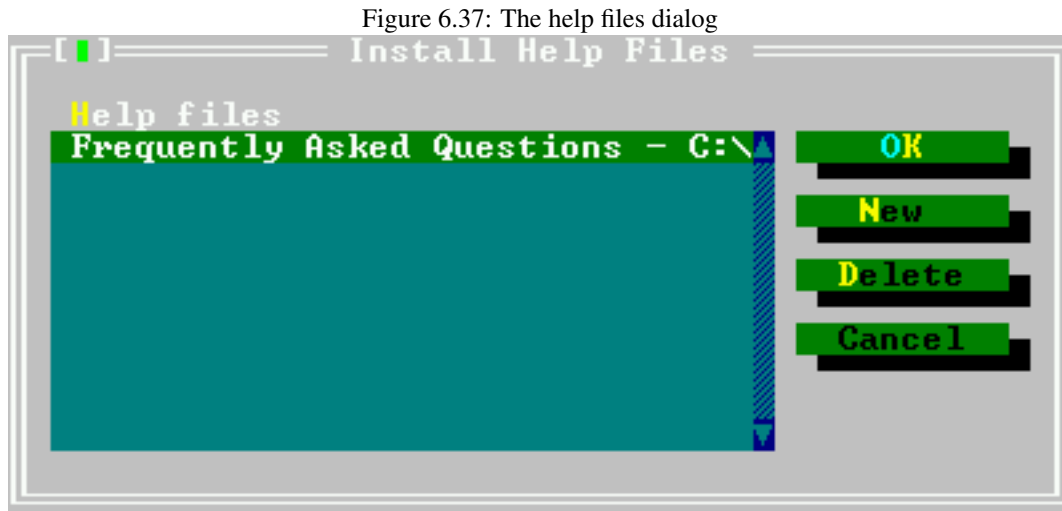 Figure 6.37: The help files dialog
[▮] Install Help Files
Help files
Frequently Asked Questions - C:\
OK
New
Delete
Cancel